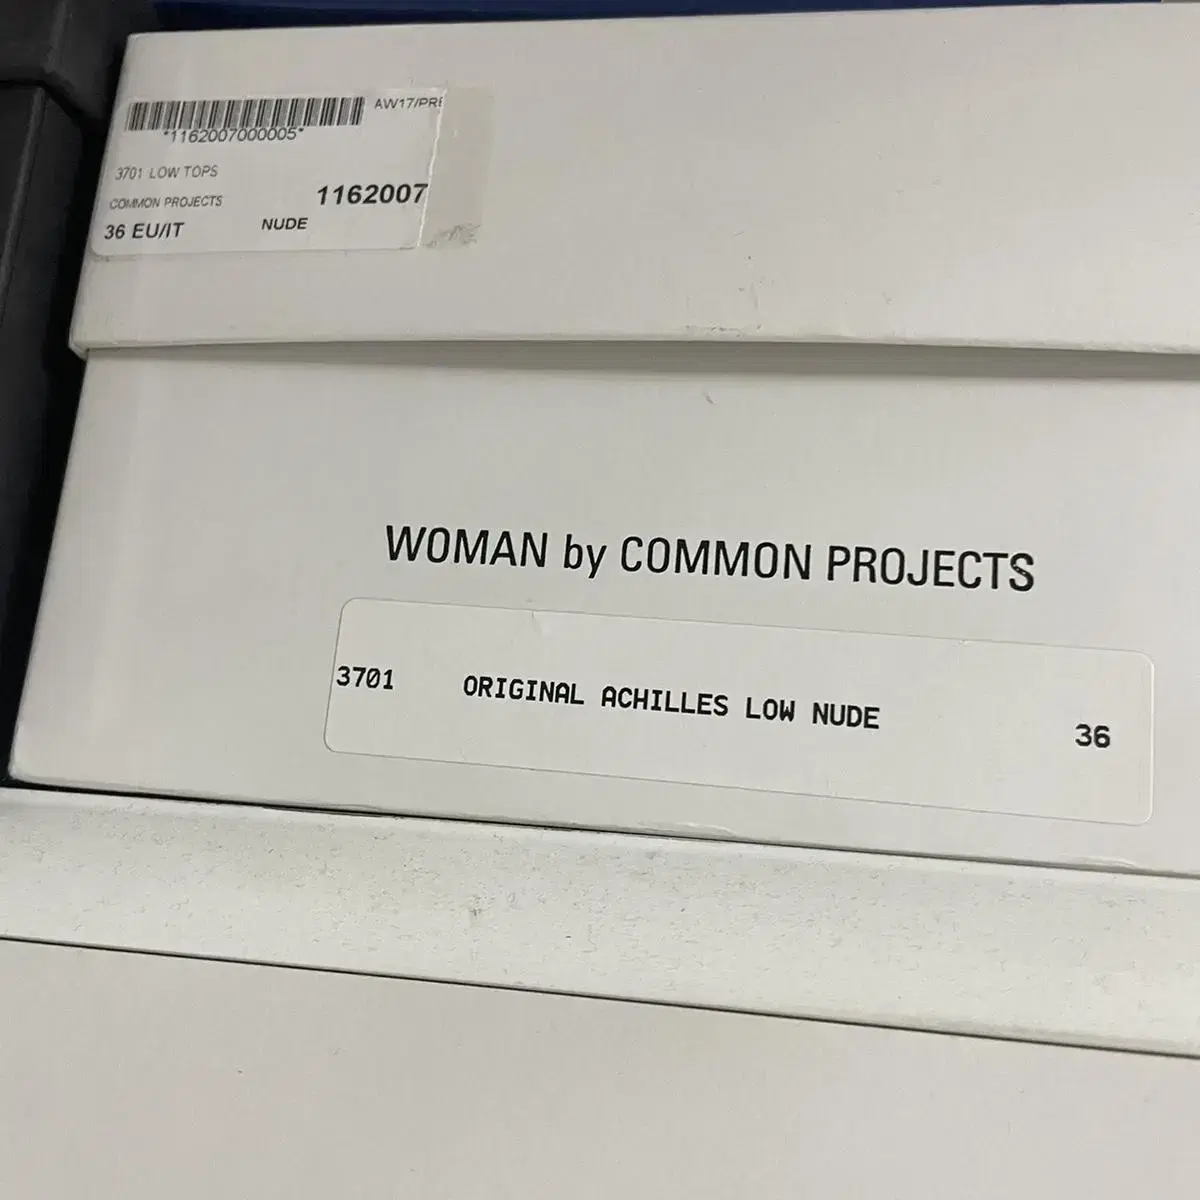 AW17/PRE
*1162007000005*
3701 LOW TOPS
COMMON PROJECTS
1162007
36 EU/IT
NUDE
WOMAN by COMMON PROJECTS
3701 ORIGINAL ACHILLES LOW NUDE 36